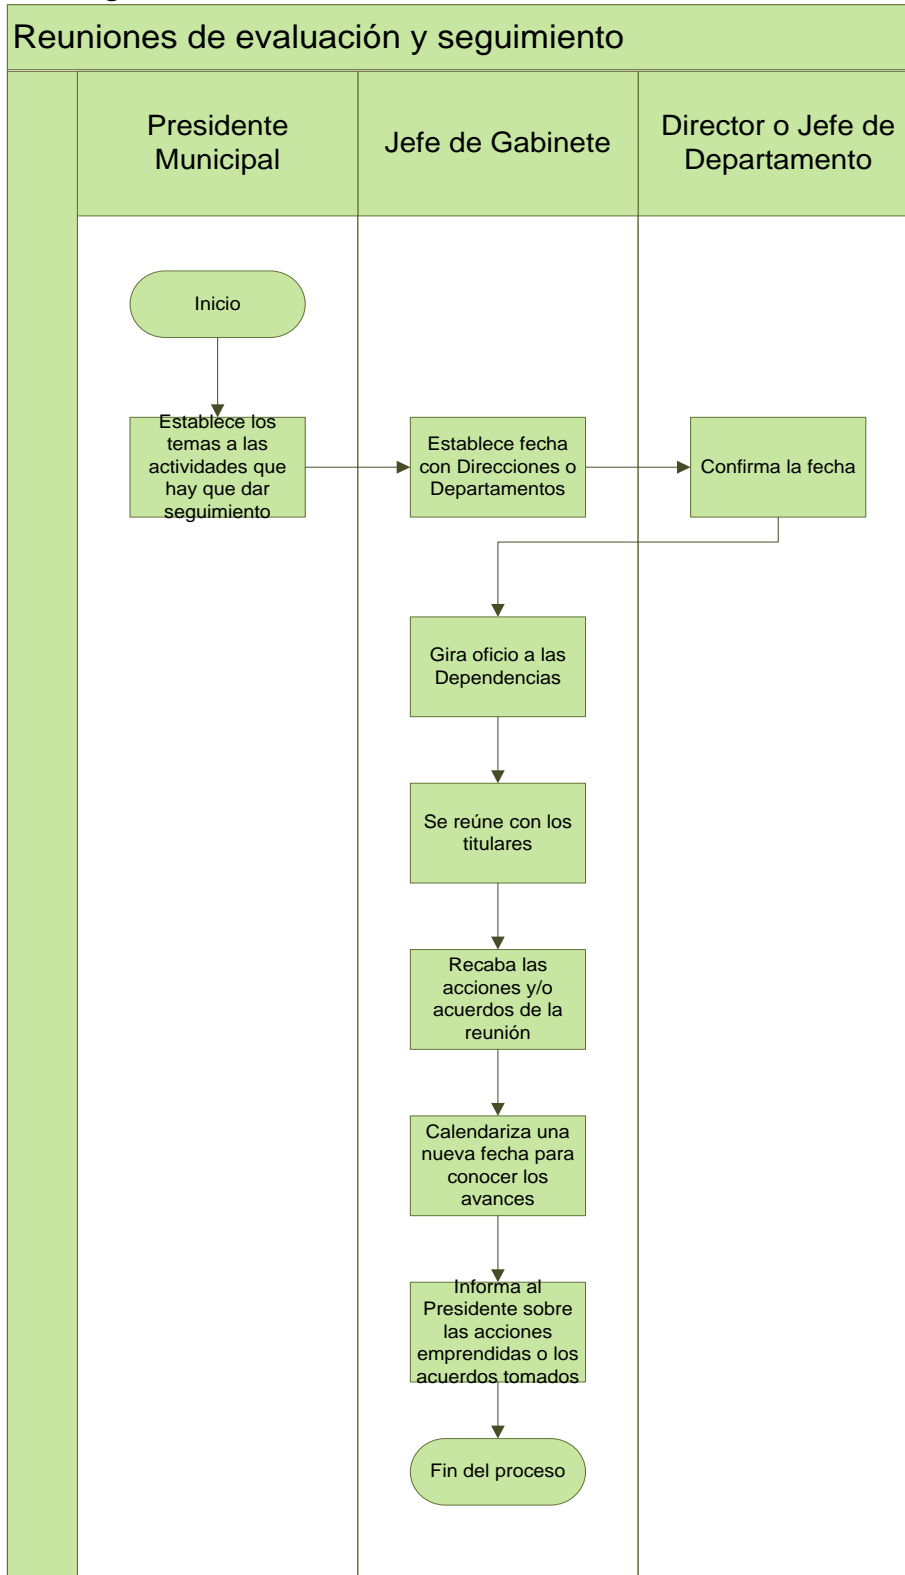 Reuniones de evaluación y seguimiento
Presidente
Municipal
Jefe de Gabinete
Director o Jefe de
Departamento
Inicio
Establece los
temas a las
actividades que
hay que dar
seguimiento
Establece fecha
con Direcciones o
Departamentos
Confirma la fecha
Gira oficio a las
Dependencias
Se reúne con los
titulares
Recaba las
acciones y/o
acuerdos de la
reunión
Calendariza una
nueva fecha para
conocer los
avances
Informa al
Presidente sobre
las acciones
emprendidas o los
acuerdos tomados
Fin del proceso